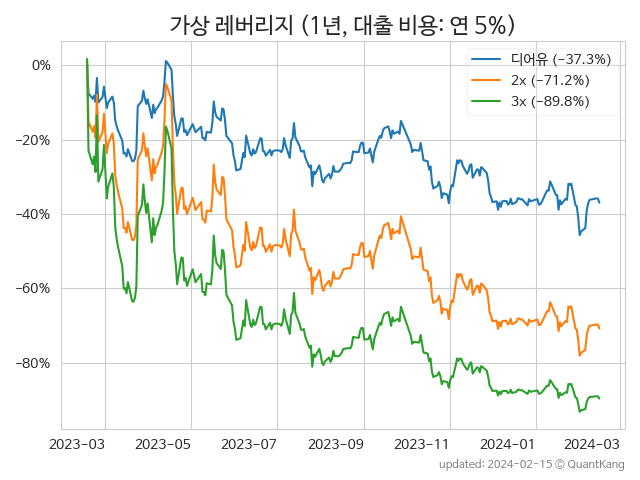 가상 레버리지 (1년, 대출 비용: 연 5%)
디어유 (−37.3%)
2x (−71.2%)
3x (−89.8%)
0%
−20%
−40%
−60%
−80%
2023−03 2023−05 2023−07 2023−09 2023−11 2024−01 2024−03
updated: 2024−02−15 © QuantKang